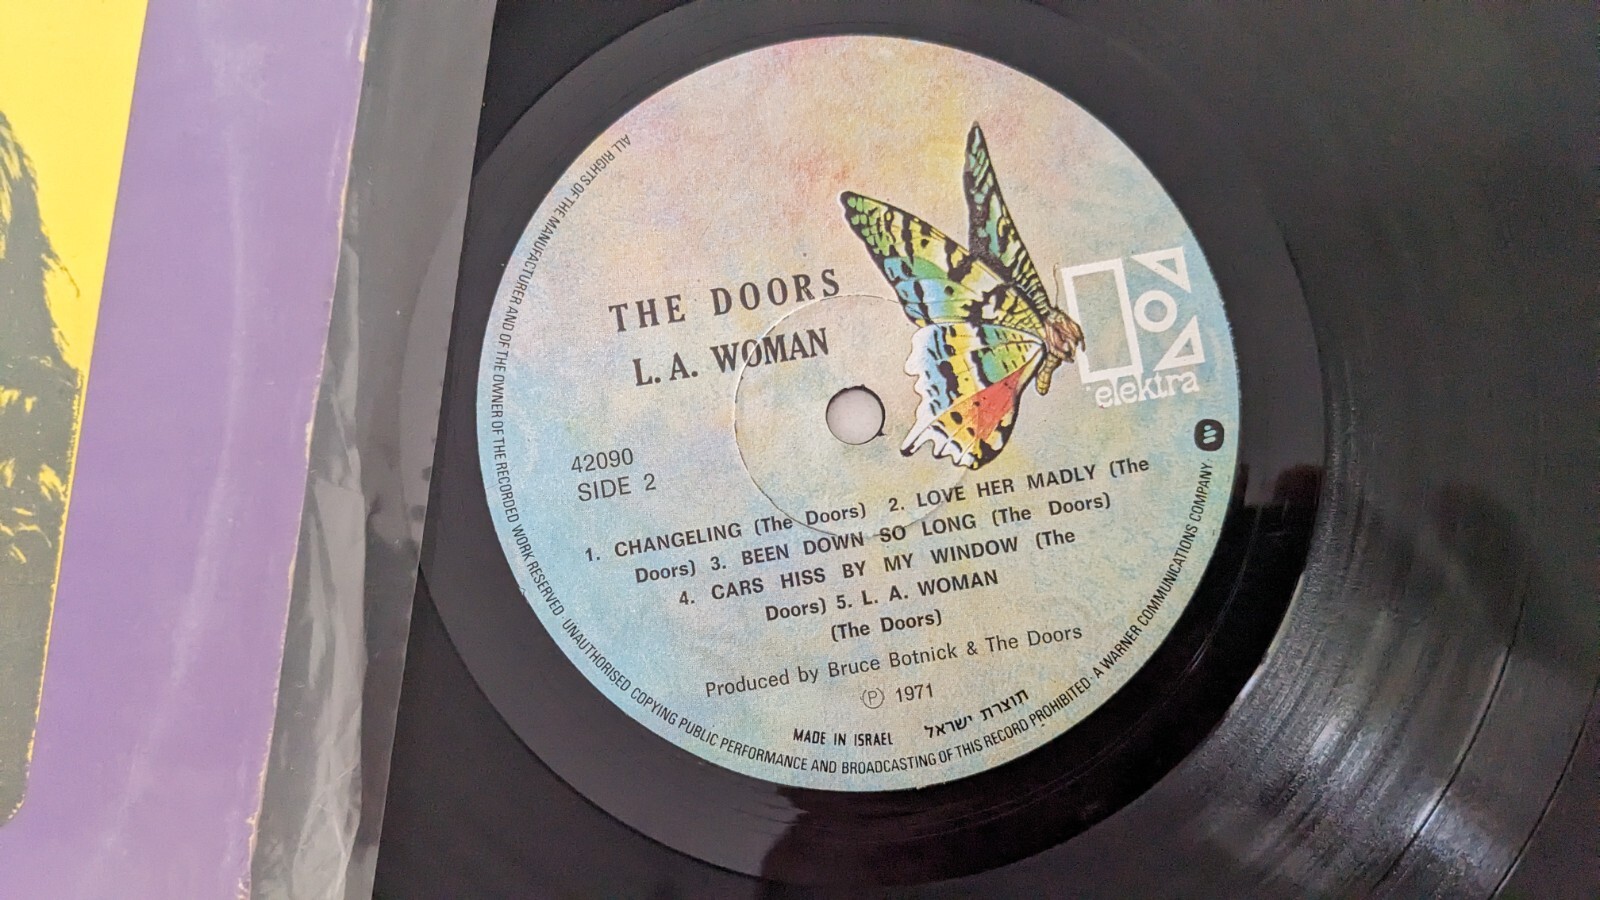 THE DOORS
L. A. WOMAN
elektra
42090
SIDE 2
1. CHANGELING (The Doors) 2. LOVE HER MADLY (The
Doors) 3. BEEN DOWN SO LONG (The Doors)
4. CARS HISS BY MY WINDOW (The
Doors) 5. L. A. WOMAN
(The Doors)
Produced by Bruce Botnick & The Doors
Ⓟ 1971
MADE IN ISRAEL תוצרת ישראל
ALL RIGHTS OF THE MANUFACTURER AND OF THE OWNER OF THE RECORDED WORK RESERVED · UNAUTHORISED COPYING PUBLIC PERFORMANCE AND BROADCASTING OF THIS RECORD PROHIBITED · A WARNER COMMUNICATIONS COMPANY